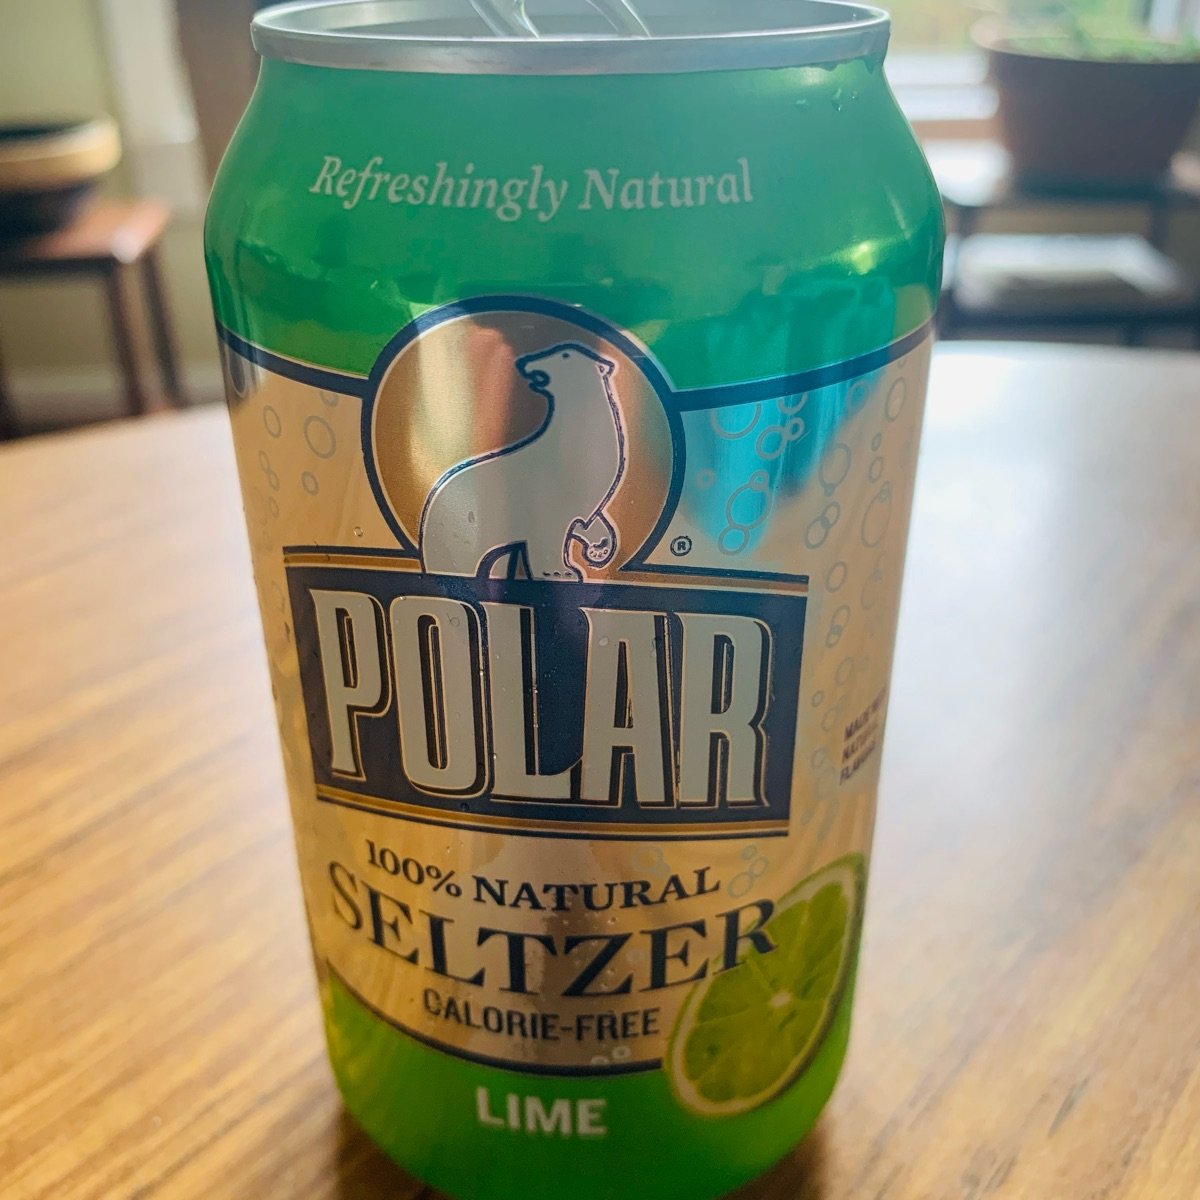 Refreshingly Natural
®
POLAR
100% NATURAL
SELTZER
CALORIE-FREE
LIME